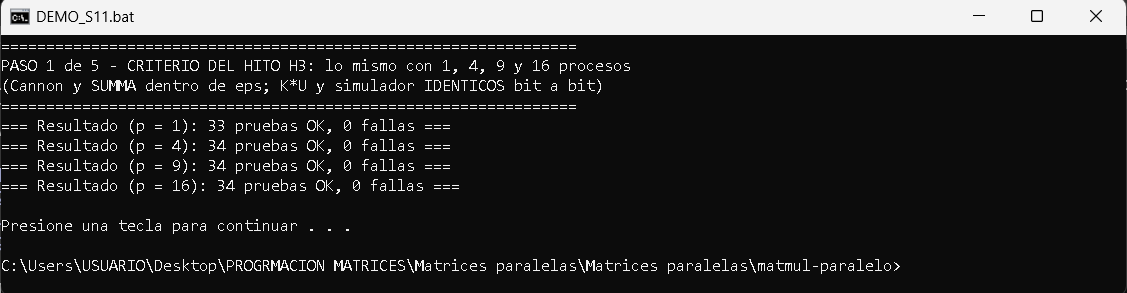 DEMO_S11.bat
================================================================
PASO 1 de 5 - CRITERIO DEL HITO H3: lo mismo con 1, 4, 9 y 16 procesos
(Cannon y SUMMA dentro de eps; K*U y simulador IDENTICOS bit a bit)
================================================================
=== Resultado (p = 1): 33 pruebas OK, 0 fallas ===
=== Resultado (p = 4): 34 pruebas OK, 0 fallas ===
=== Resultado (p = 9): 34 pruebas OK, 0 fallas ===
=== Resultado (p = 16): 34 pruebas OK, 0 fallas ===
Presione una tecla para continuar . . .
C:\Users\USUARIO\Desktop\PROGRMACION MATRICES\Matrices paralelas\Matrices paralelas\matmul-paralelo>